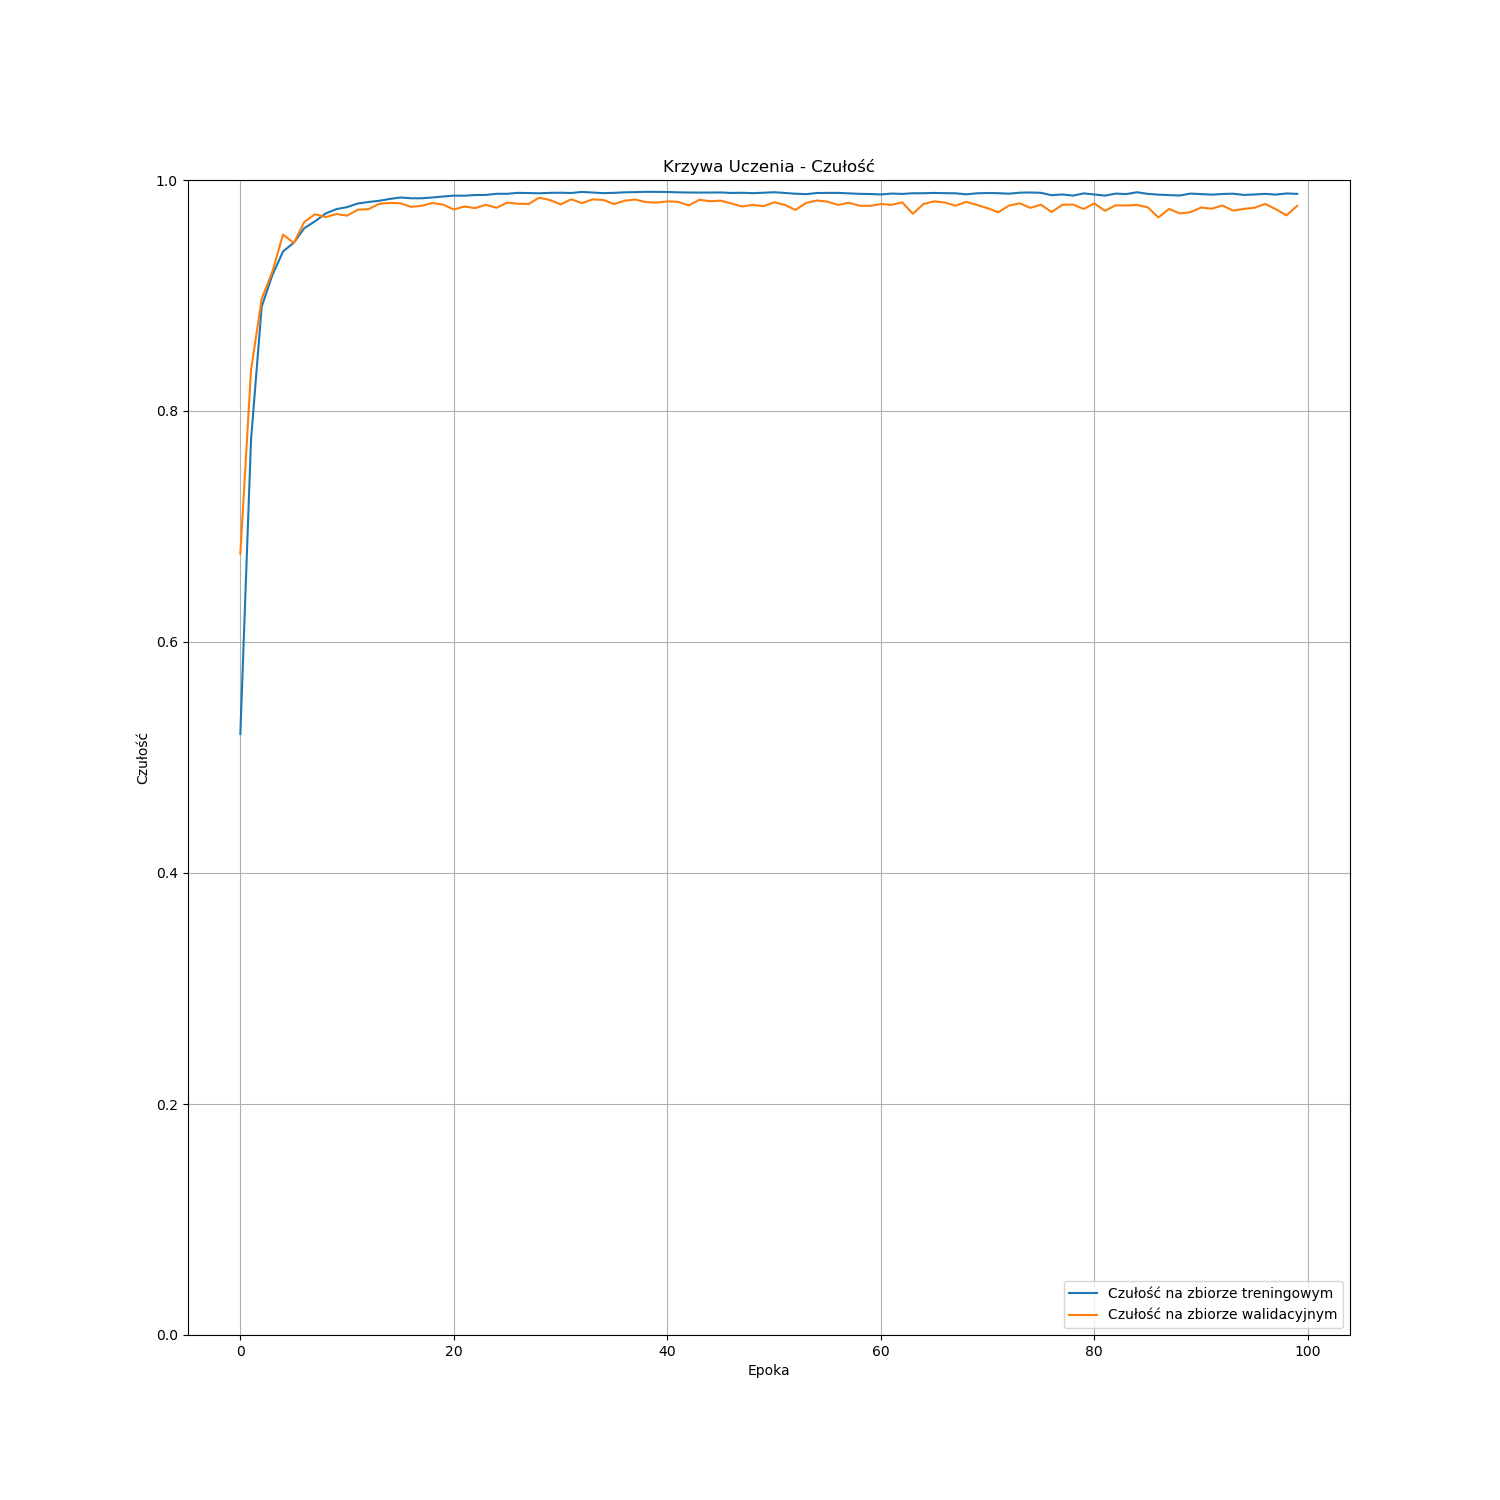 Krzywa Uczenia - Czułość
1.0
0.8
0.6
0.4
0.2
0.0
Czułość
0 20 40 60 80 100
Epoka
Czułość na zbiorze treningowym
Czułość na zbiorze walidacyjnym